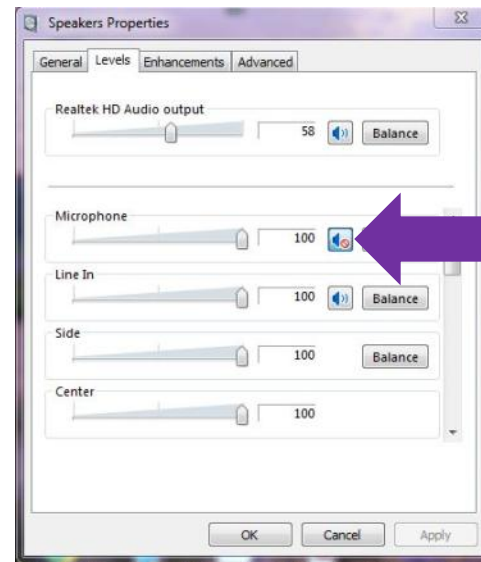 Speakers Properties
General Levels Enhancements Advanced
Realtek HD Audio output
58 Balance
Microphone
100
Line In
100 Balance
Side
100 Balance
Center
100
OK Cancel Apply